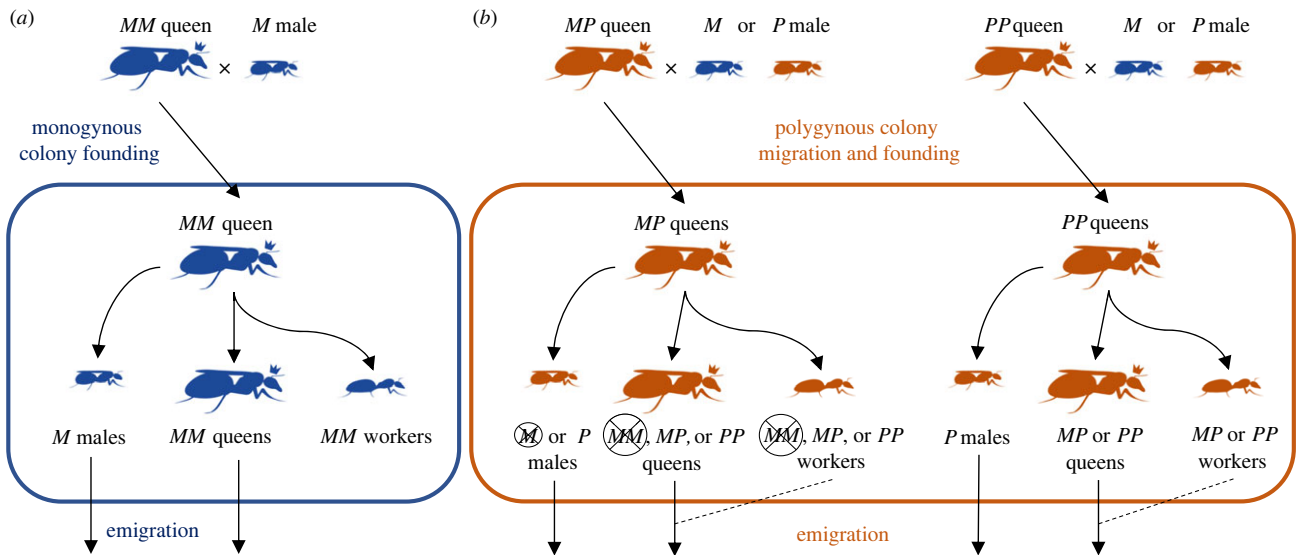 (a)
MM queen
M male
×
monogynous
colony founding
MM queen
M males
MM queens
MM workers
emigration
(b)
MP queen
M or P male
×
PP queen
M or P male
×
polygynous colony
migration and founding
MP queens
PP queens
M or P
males
MM, MP, or PP
queens
MM, MP, or PP
workers
P males
MP or PP
queens
MP or PP
workers
emigration